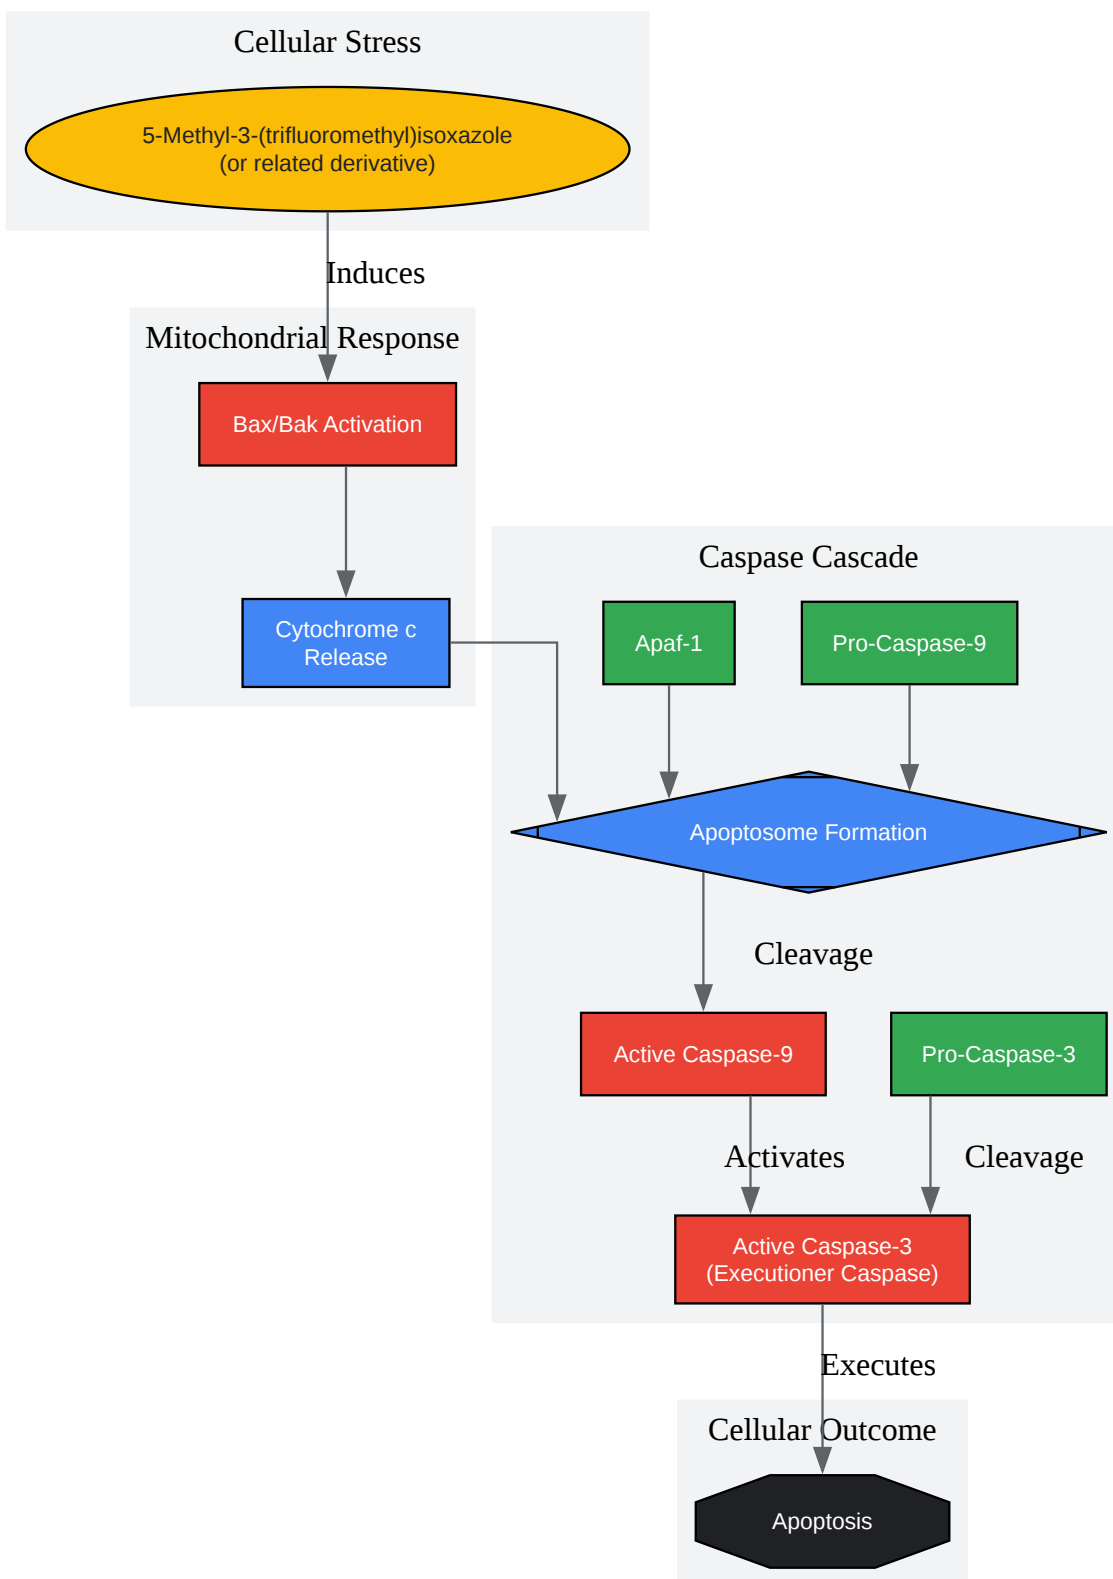 Cellular Stress
5-Methyl-3-(trifluoromethyl)isoxazole
(or related derivative)
Induces
Mitochondrial Response
Bax/Bak Activation
Cytochrome c
Release
Caspase Cascade
Apaf-1
Pro-Caspase-9
Apoptosome Formation
Cleavage
Active Caspase-9
Pro-Caspase-3
Activates
Cleavage
Active Caspase-3
(Executioner Caspase)
Executes
Cellular Outcome
Apoptosis